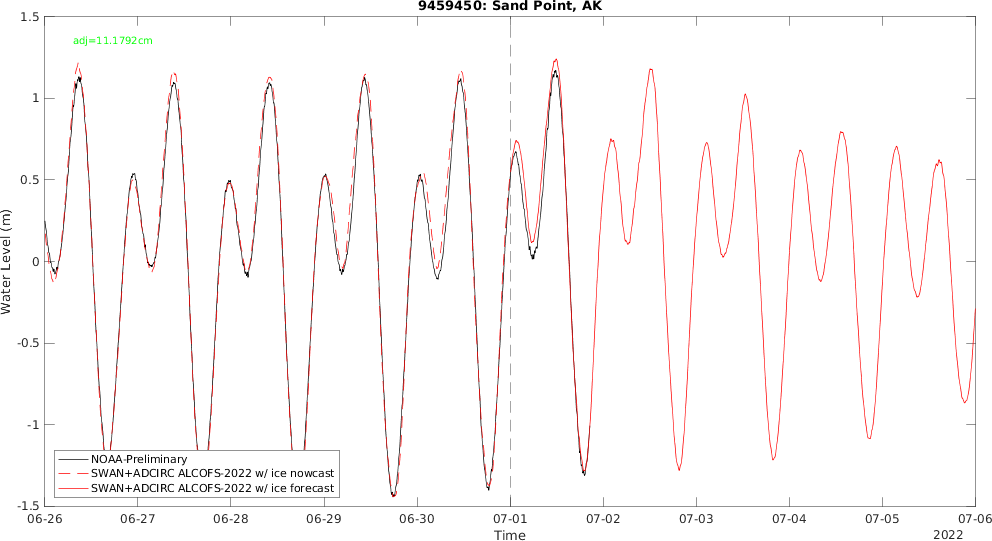 9459450: Sand Point, AK
adj=11.1792cm
Water Level (m)
1.5
1
0.5
0
-0.5
-1
-1.5
NOAA-Preliminary
SWAN+ADCIRC ALCOFS-2022 w/ ice nowcast
SWAN+ADCIRC ALCOFS-2022 w/ ice forecast
06-26 06-27 06-28 06-29 06-30 07-01 07-02 07-03 07-04 07-05 07-06
Time
2022